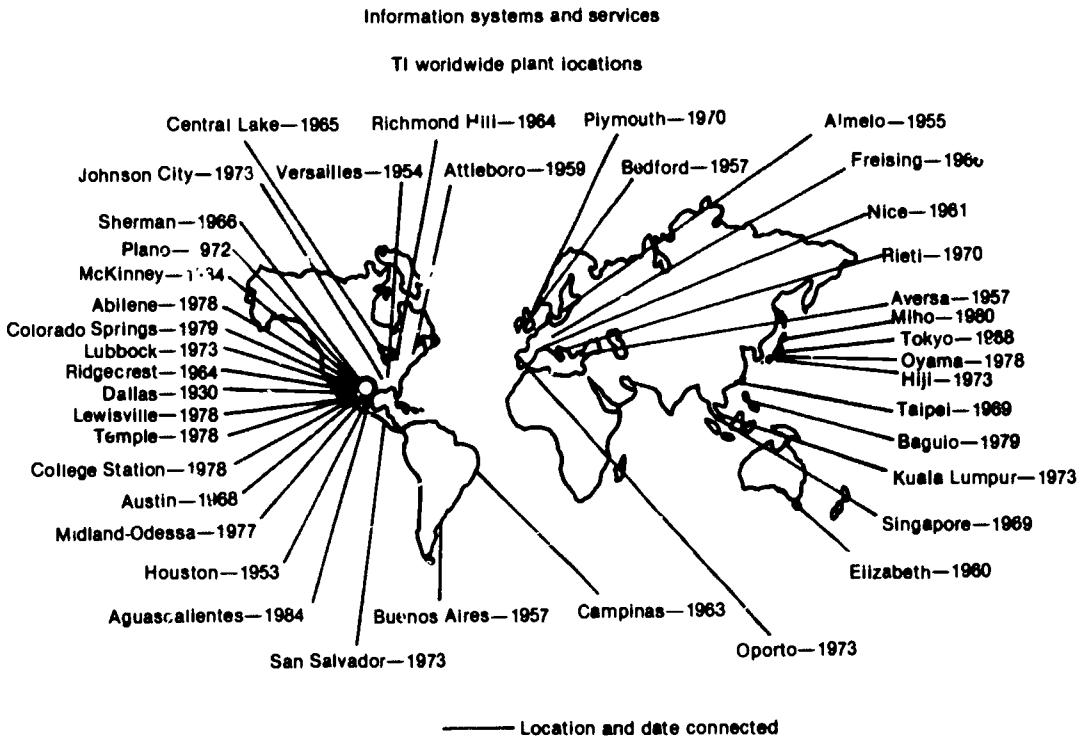 Information systems and services
TI worldwide plant locations
Central Lake—1965
Richmond Hill—1964
Plymouth—1970
Almelo—1955
Johnson City—1973
Versailles—1954
Attleboro—1959
Bedford—1957
Freising—
Sherman—1966
Nice—1961
Plano—
Rieti—1970
McKinney—
Abilene—1978
Aversa—1957
Colorado Springs—1979
Miho—1980
Lubbock—1973
Tokyo—1968
Ridgecrest—1964
Oyama—1978
Dallas—1930
Hiji—1973
Lewisville—1978
Taipei—1969
Temple—1978
Baguio—1979
College Station—1978
Kuala Lumpur—1973
Austin—1968
Midland-Odessa—1977
Singapore—1969
Houston—1953
Elizabeth—1960
Aguascalientes—1984
Buenos Aires—1957
Campinas—1963
San Salvador—1973
Oporto—1973
Location and date connected